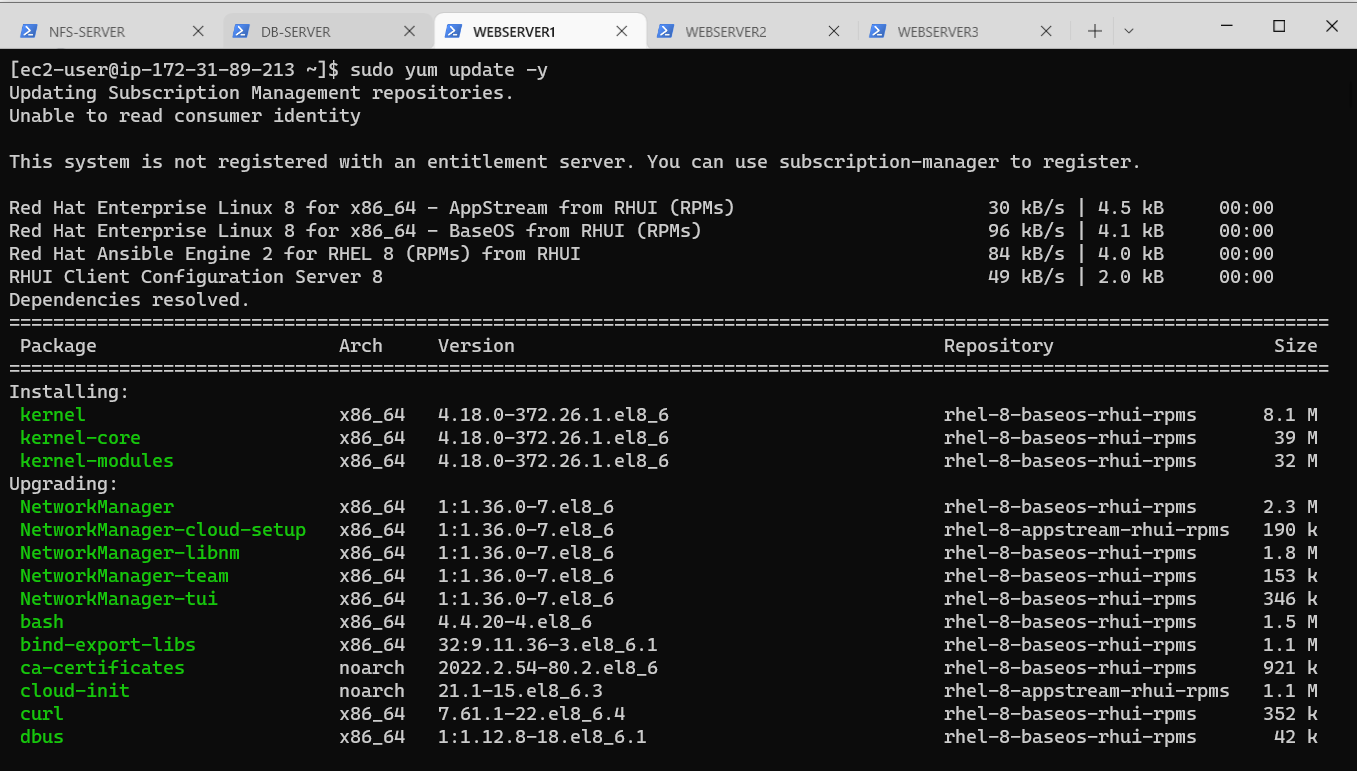 NFS-SERVER DB-SERVER WEBSERVER1 WEBSERVER2 WEBSERVER3
[ec2-user@ip-172-31-89-213 ~]$ sudo yum update -y
Updating Subscription Management repositories.
Unable to read consumer identity
This system is not registered with an entitlement server. You can use subscription-manager to register.
Red Hat Enterprise Linux 8 for x86_64 - AppStream from RHUI (RPMs) 30 kB/s | 4.5 kB 00:00
Red Hat Enterprise Linux 8 for x86_64 - BaseOS from RHUI (RPMs) 96 kB/s | 4.1 kB 00:00
Red Hat Ansible Engine 2 for RHEL 8 (RPMs) from RHUI 84 kB/s | 4.0 kB 00:00
RHUI Client Configuration Server 8 49 kB/s | 2.0 kB 00:00
Dependencies resolved.
========================================================================================================================
Package Arch Version Repository Size
========================================================================================================================
Installing:
kernel x86_64 4.18.0-372.26.1.el8_6 rhel-8-baseos-rhui-rpms 8.1 M
kernel-core x86_64 4.18.0-372.26.1.el8_6 rhel-8-baseos-rhui-rpms 39 M
kernel-modules x86_64 4.18.0-372.26.1.el8_6 rhel-8-baseos-rhui-rpms 32 M
Upgrading:
NetworkManager x86_64 1:1.36.0-7.el8_6 rhel-8-baseos-rhui-rpms 2.3 M
NetworkManager-cloud-setup x86_64 1:1.36.0-7.el8_6 rhel-8-appstream-rhui-rpms 190 k
NetworkManager-libnm x86_64 1:1.36.0-7.el8_6 rhel-8-baseos-rhui-rpms 1.8 M
NetworkManager-team x86_64 1:1.36.0-7.el8_6 rhel-8-baseos-rhui-rpms 153 k
NetworkManager-tui x86_64 1:1.36.0-7.el8_6 rhel-8-baseos-rhui-rpms 346 k
bash x86_64 4.4.20-4.el8_6 rhel-8-baseos-rhui-rpms 1.5 M
bind-export-libs x86_64 32:9.11.36-3.el8_6.1 rhel-8-baseos-rhui-rpms 1.1 M
ca-certificates noarch 2022.2.54-80.2.el8_6 rhel-8-baseos-rhui-rpms 921 k
cloud-init noarch 21.1-15.el8_6.3 rhel-8-appstream-rhui-rpms 1.1 M
curl x86_64 7.61.1-22.el8_6.4 rhel-8-baseos-rhui-rpms 352 k
dbus x86_64 1:1.12.8-18.el8_6.1 rhel-8-baseos-rhui-rpms 42 k